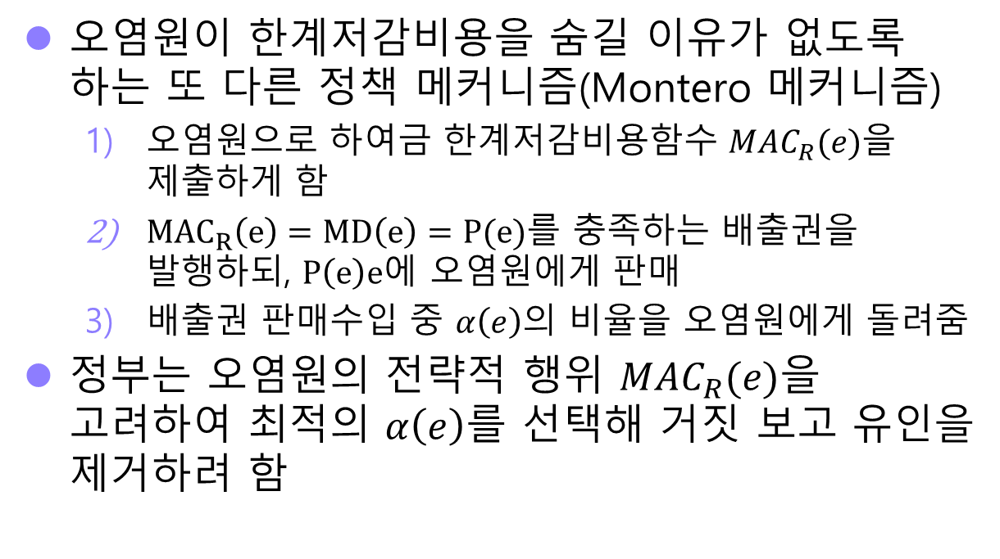 ● 오염원이 한계저감비용을 숨길 이유가 없도록
하는 또 다른 정책 메커니즘(Montero 메커니즘)
1) 오염원으로 하여금 한계저감비용함수 𝑀𝐴𝐶_𝑅(𝑒)을
제출하게 함
2) MAC_R(e) = MD(e) = P(e)를 충족하는 배출권을
발행하되, P(e)e에 오염원에게 판매
3) 배출권 판매수입 중 𝛼(𝑒)의 비율을 오염원에게 돌려줌
● 정부는 오염원의 전략적 행위 𝑀𝐴𝐶_𝑅(𝑒)을
고려하여 최적의 𝛼(𝑒)를 선택해 거짓 보고 유인을
제거하려 함